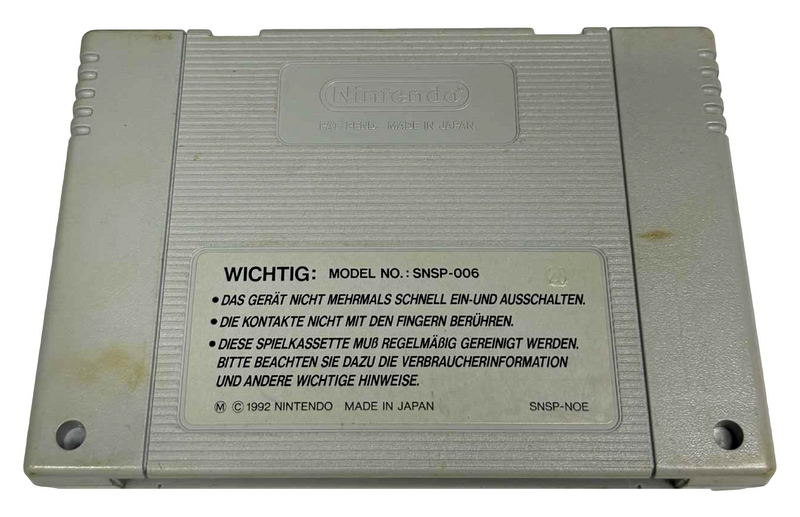 Nintendo
PAT. PEND. MADE IN JAPAN
WICHTIG: MODEL NO.: SNSP-006
• DAS GERÄT NICHT MEHRMALS SCHNELL EIN-UND AUSSCHALTEN.
• DIE KONTAKTE NICHT MIT DEN FINGERN BERÜHREN.
• DIESE SPIELKASSETTE MUß REGELMÄßIG GEREINIGT WERDEN.
BITTE BEACHTEN SIE DAZU DIE VERBRAUCHERINFORMATION
UND ANDERE WICHTIGE HINWEISE.
Ⓜ © 1992 NINTENDO MADE IN JAPAN SNSP-NOE